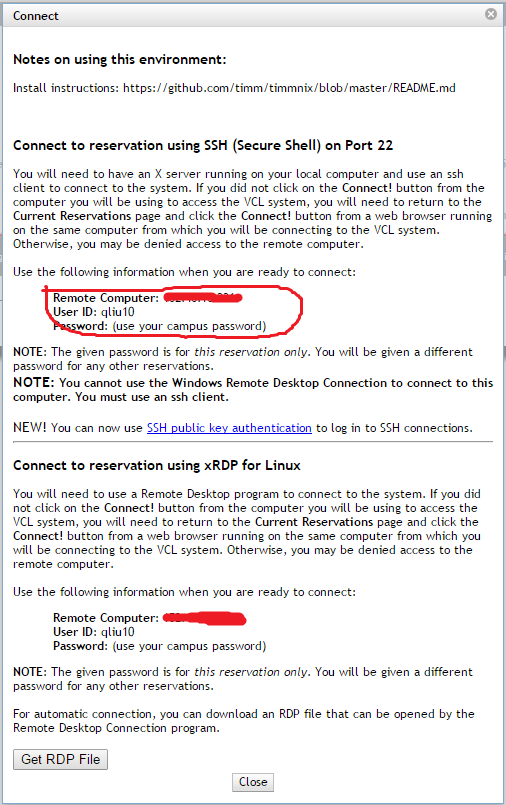 Connect
Notes on using this environment:
Install instructions: https://github.com/timm/timmnix/blob/master/README.md
Connect to reservation using SSH (Secure Shell) on Port 22
You will need to have an X server running on your local computer and use an ssh
client to connect to the system. If you did not click on the Connect! button from the
computer you will be using to access the VCL system, you will need to return to the
Current Reservations page and click the Connect! button from a web browser running
on the same computer from which you will be connecting to the VCL system.
Otherwise, you may be denied access to the remote computer.
Use the following information when you are ready to connect:
Remote Computer:
User ID: qliu10
Password: (use your campus password)
NOTE: The given password is for this reservation only. You will be given a different
password for any other reservations.
NOTE: You cannot use the Windows Remote Desktop Connection to connect to this
computer. You must use an ssh client.
NEW! You can now use SSH public key authentication to log in to SSH connections.
Connect to reservation using xRDP for Linux
You will need to use a Remote Desktop program to connect to the system. If you did
not click on the Connect! button from the computer you will be using to access the
VCL system, you will need to return to the Current Reservations page and click the
Connect! button from a web browser running on the same computer from which you
will be connecting to the VCL system. Otherwise, you may be denied access to the
remote computer.
Use the following information when you are ready to connect:
Remote Computer:
User ID: qliu10
Password: (use your campus password)
NOTE: The given password is for this reservation only. You will be given a different
password for any other reservations.
For automatic connection, you can download an RDP file that can be opened by the
Remote Desktop Connection program.
Get RDP File
Close